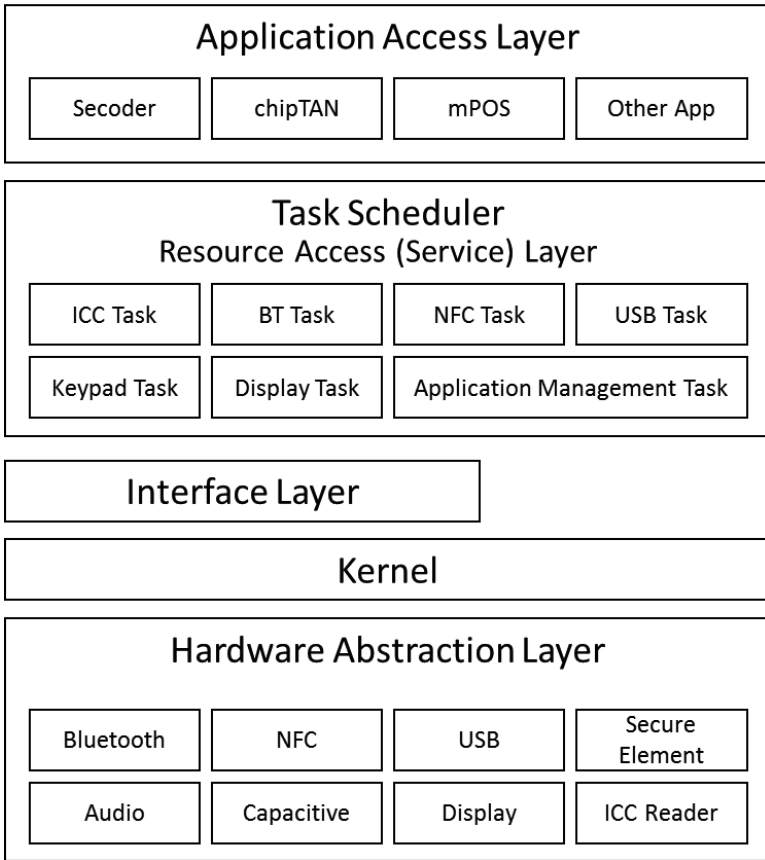 Application Access Layer
Secoder
chipTAN
mPOS
Other App
Task Scheduler
Resource Access (Service) Layer
ICC Task
BT Task
NFC Task
USB Task
Keypad Task
Display Task
Application Management Task
Interface Layer
Kernel
Hardware Abstraction Layer
Bluetooth
NFC
USB
Secure
Element
Audio
Capacitive
Display
ICC Reader